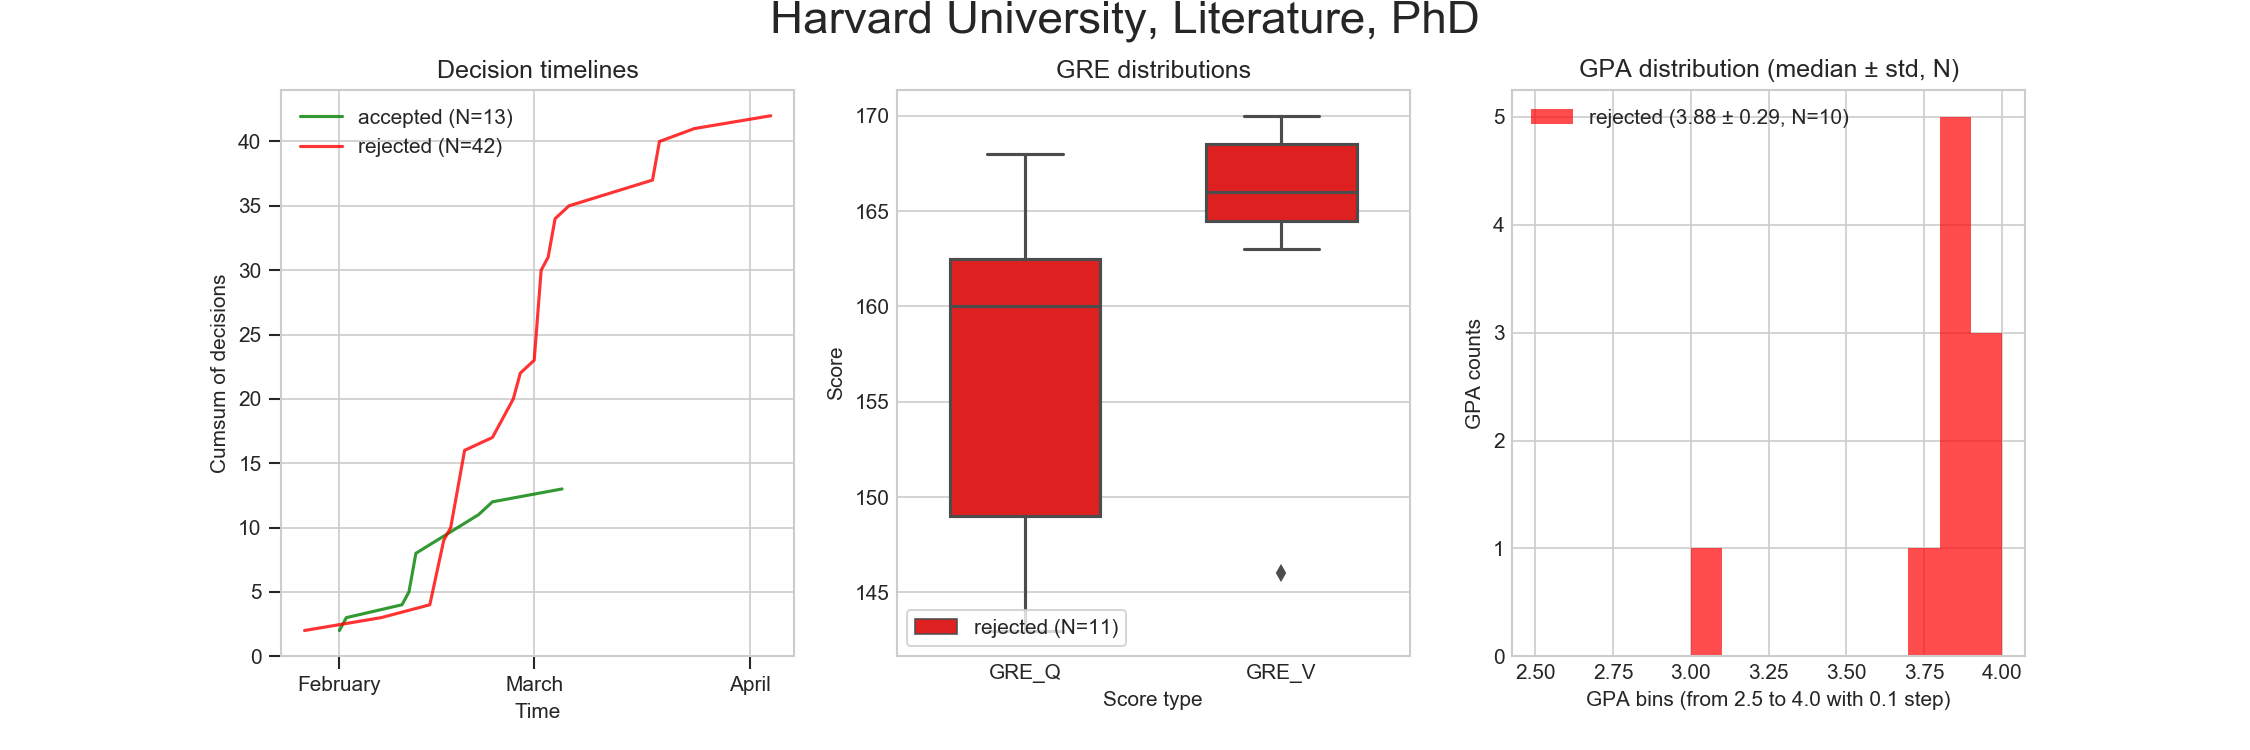 Harvard University, Literature, PhD
Decision timelines
accepted (N=13)
rejected (N=42)
40
35
30
25
20
15
10
5
0
Cumsum of decisions
February March April
Time
GRE distributions
170
165
160
155
150
145
Score
rejected (N=11)
GRE_Q GRE_V
Score type
GPA distribution (median ± std, N)
rejected (3.88 ± 0.29, N=10)
5
4
3
2
1
0
GPA counts
2.50 2.75 3.00 3.25 3.50 3.75 4.00
GPA bins (from 2.5 to 4.0 with 0.1 step)